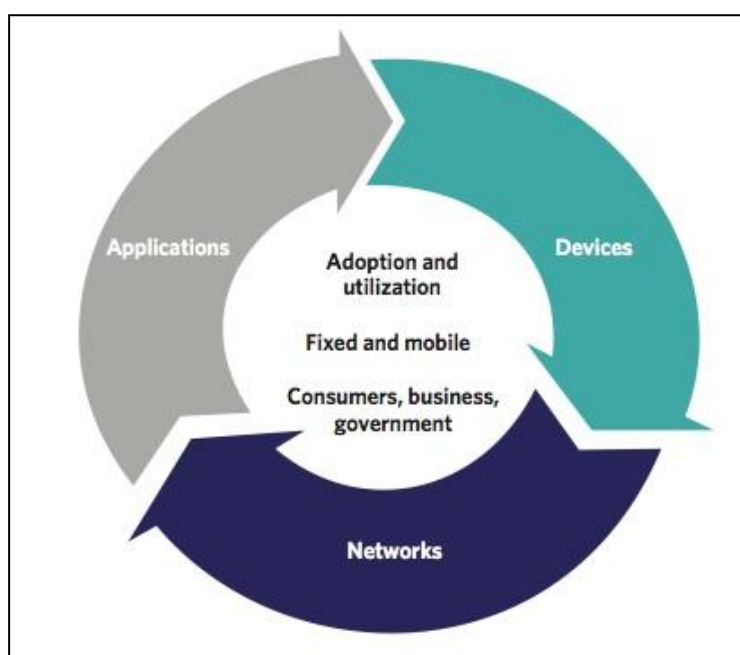 Applications
Devices
Adoption and
utilization
Fixed and mobile
Consumers, business,
government
Networks